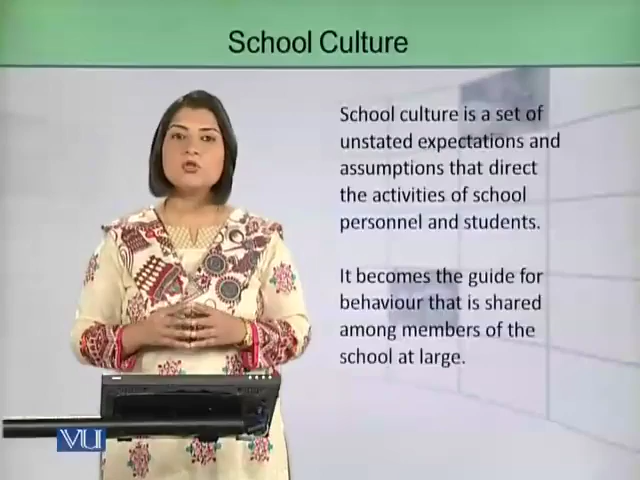 School Culture
School culture is a set of
unstated expectations and
assumptions that direct
the activities of school
personnel and students.
It becomes the guide for
behaviour that is shared
among members of the
school at large.
VU